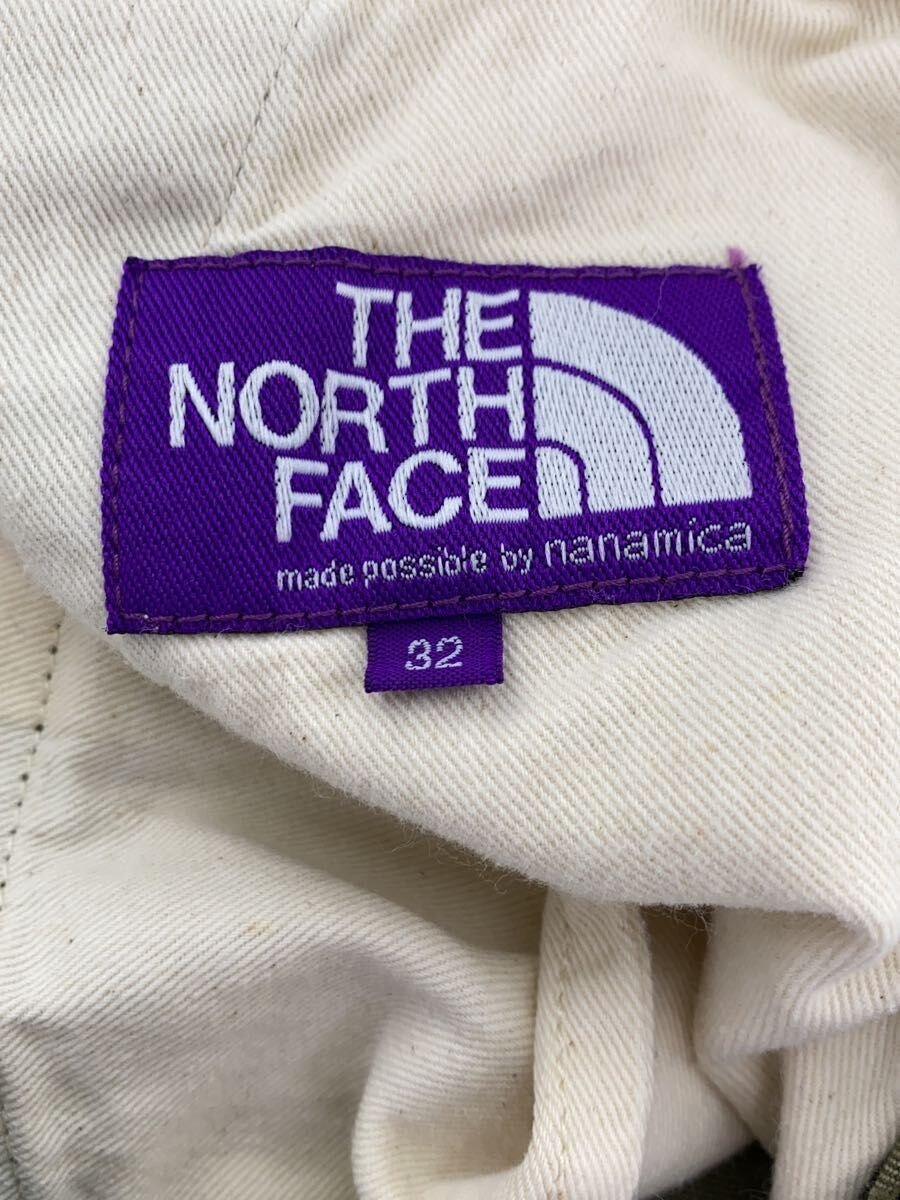 THE
NORTH
FACE
made possible by nanamica
32